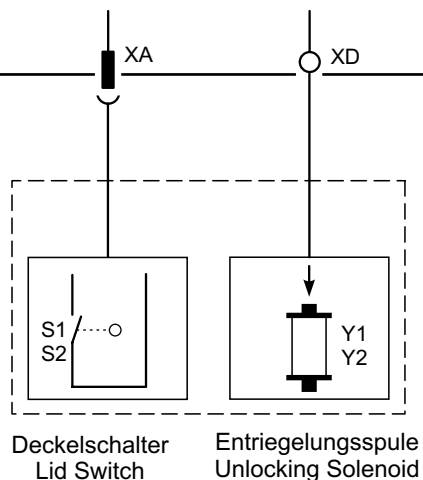 XA
XD
S1
S2
Y1
Y2
Deckelschalter
Lid Switch
Entriegelungsspule
Unlocking Solenoid